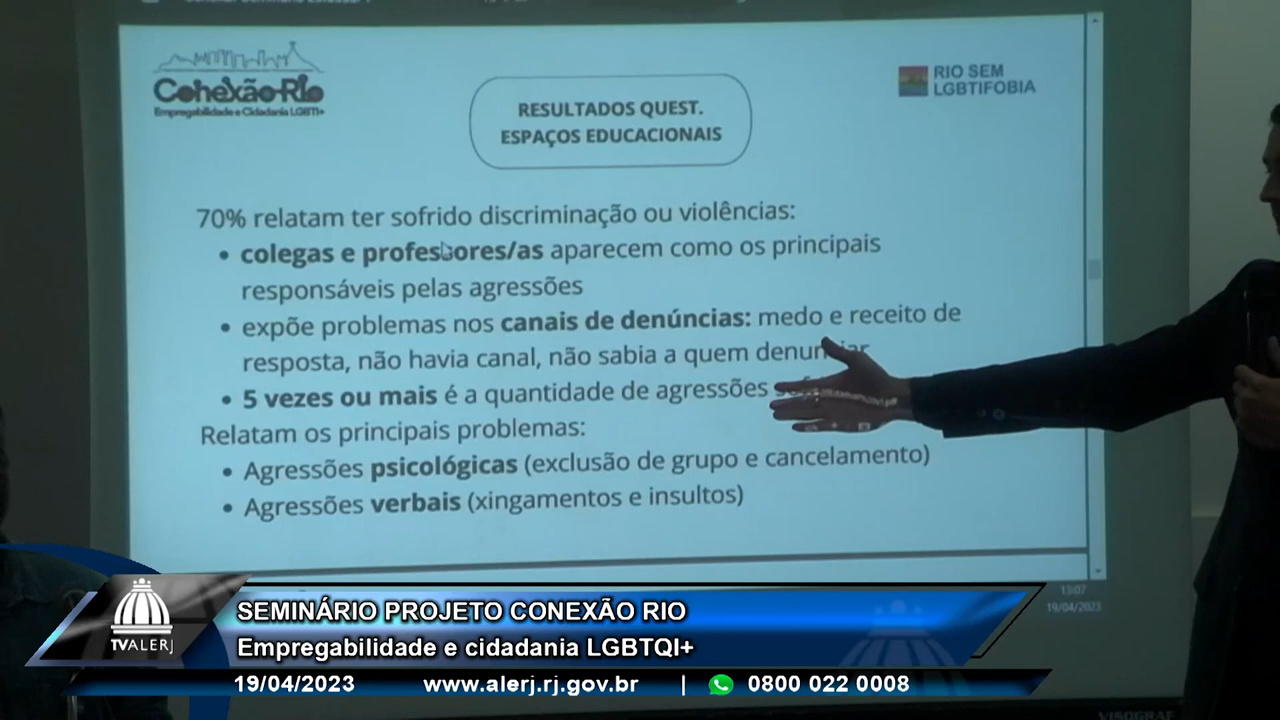 Conexão Rio
Empregabilidade e Cidadania LGBTI+
RIO SEM
LGBTIFOBIA
RESULTADOS QUEST.
ESPAÇOS EDUCACIONAIS
70% relatam ter sofrido discriminação ou violências:
• colegas e professores/as aparecem como os principais
responsáveis pelas agressões
• expõe problemas nos canais de denúncias: medo e receito de
resposta, não havia canal, não sabia a quem denunciar
• 5 vezes ou mais é a quantidade de agressões
Relatam os principais problemas:
• Agressões psicológicas (exclusão de grupo e cancelamento)
• Agressões verbais (xingamentos e insultos)
13:07
19/04/2023
SEMINÁRIO PROJETO CONEXÃO RIO
TVALERJ
Empregabilidade e cidadania LGBTQI+
19/04/2023 www.alerj.rj.gov.br | 0800 022 0008
VISOGRAF